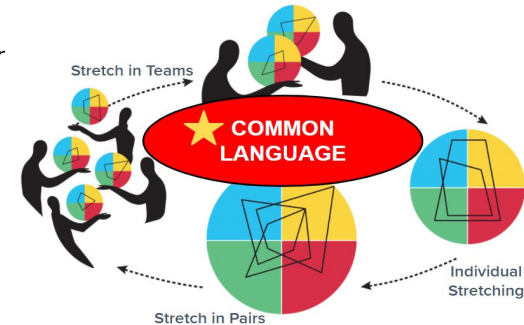 r
Stretch in Teams
COMMON
LANGUAGE
Individual
Stretching
Stretch in Pairs